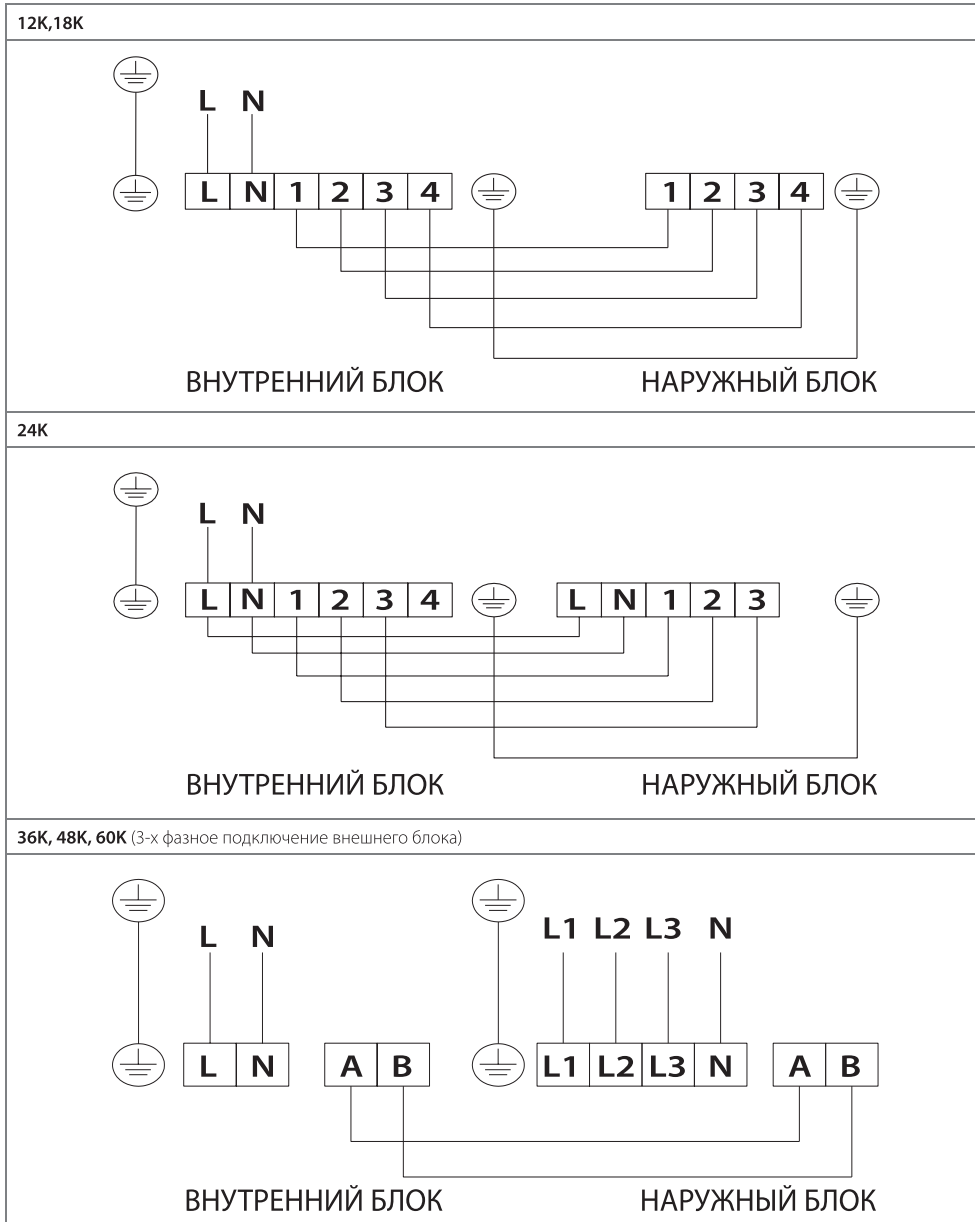 12K,18K
L N
L N 1 2 3 4 1 2 3 4
ВНУТРЕННИЙ БЛОК НАРУЖНЫЙ БЛОК
24K
L N
L N 1 2 3 4 L N 1 2 3
ВНУТРЕННИЙ БЛОК НАРУЖНЫЙ БЛОК
36K, 48K, 60K (3-х фазное подключение внешнего блока)
L N L1 L2 L3 N
L N A B L1 L2 L3 N A B
ВНУТРЕННИЙ БЛОК НАРУЖНЫЙ БЛОК